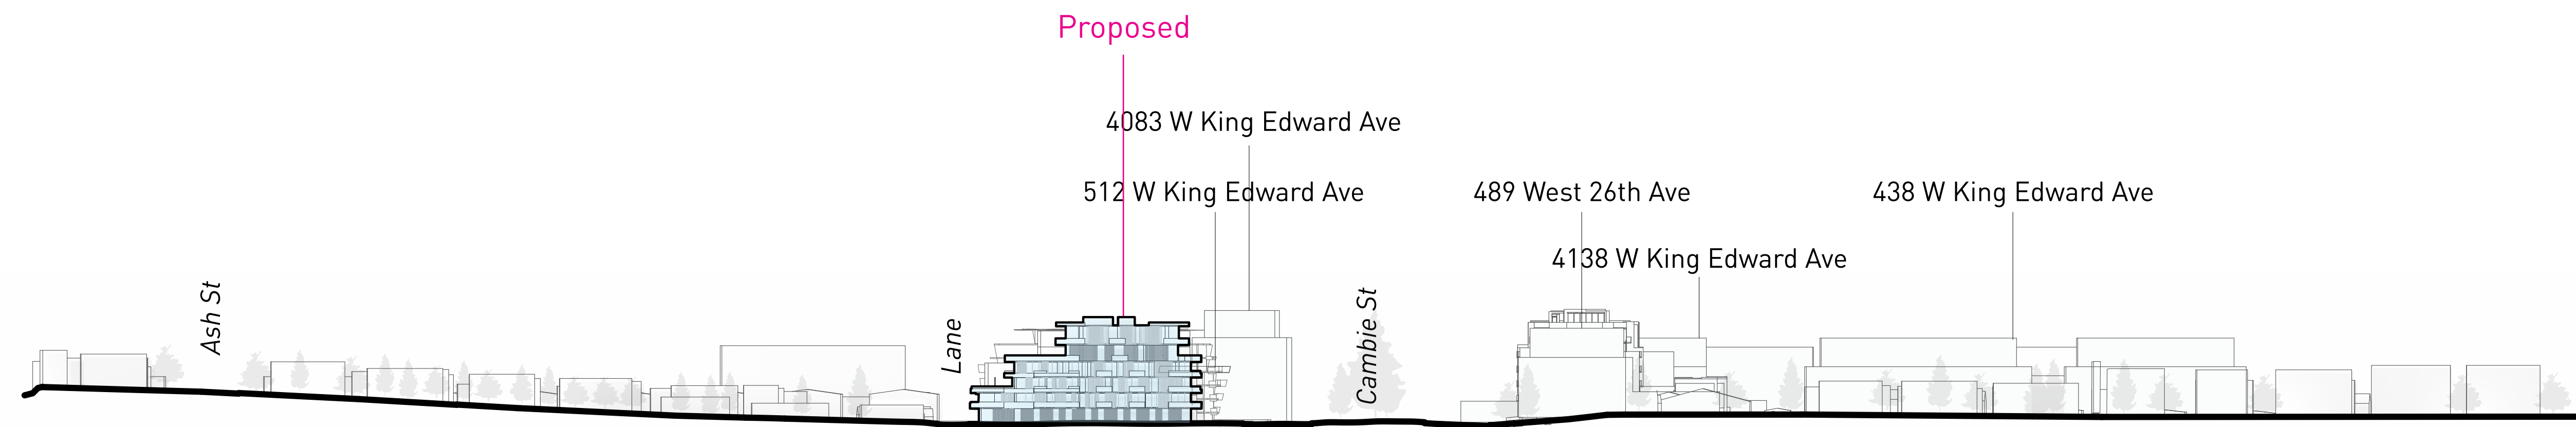 Proposed
4083 W King Edward Ave
512 W King Edward Ave
489 West 26th Ave
438 W King Edward Ave
4138 W King Edward Ave
Ash St
Lane
Cambie St